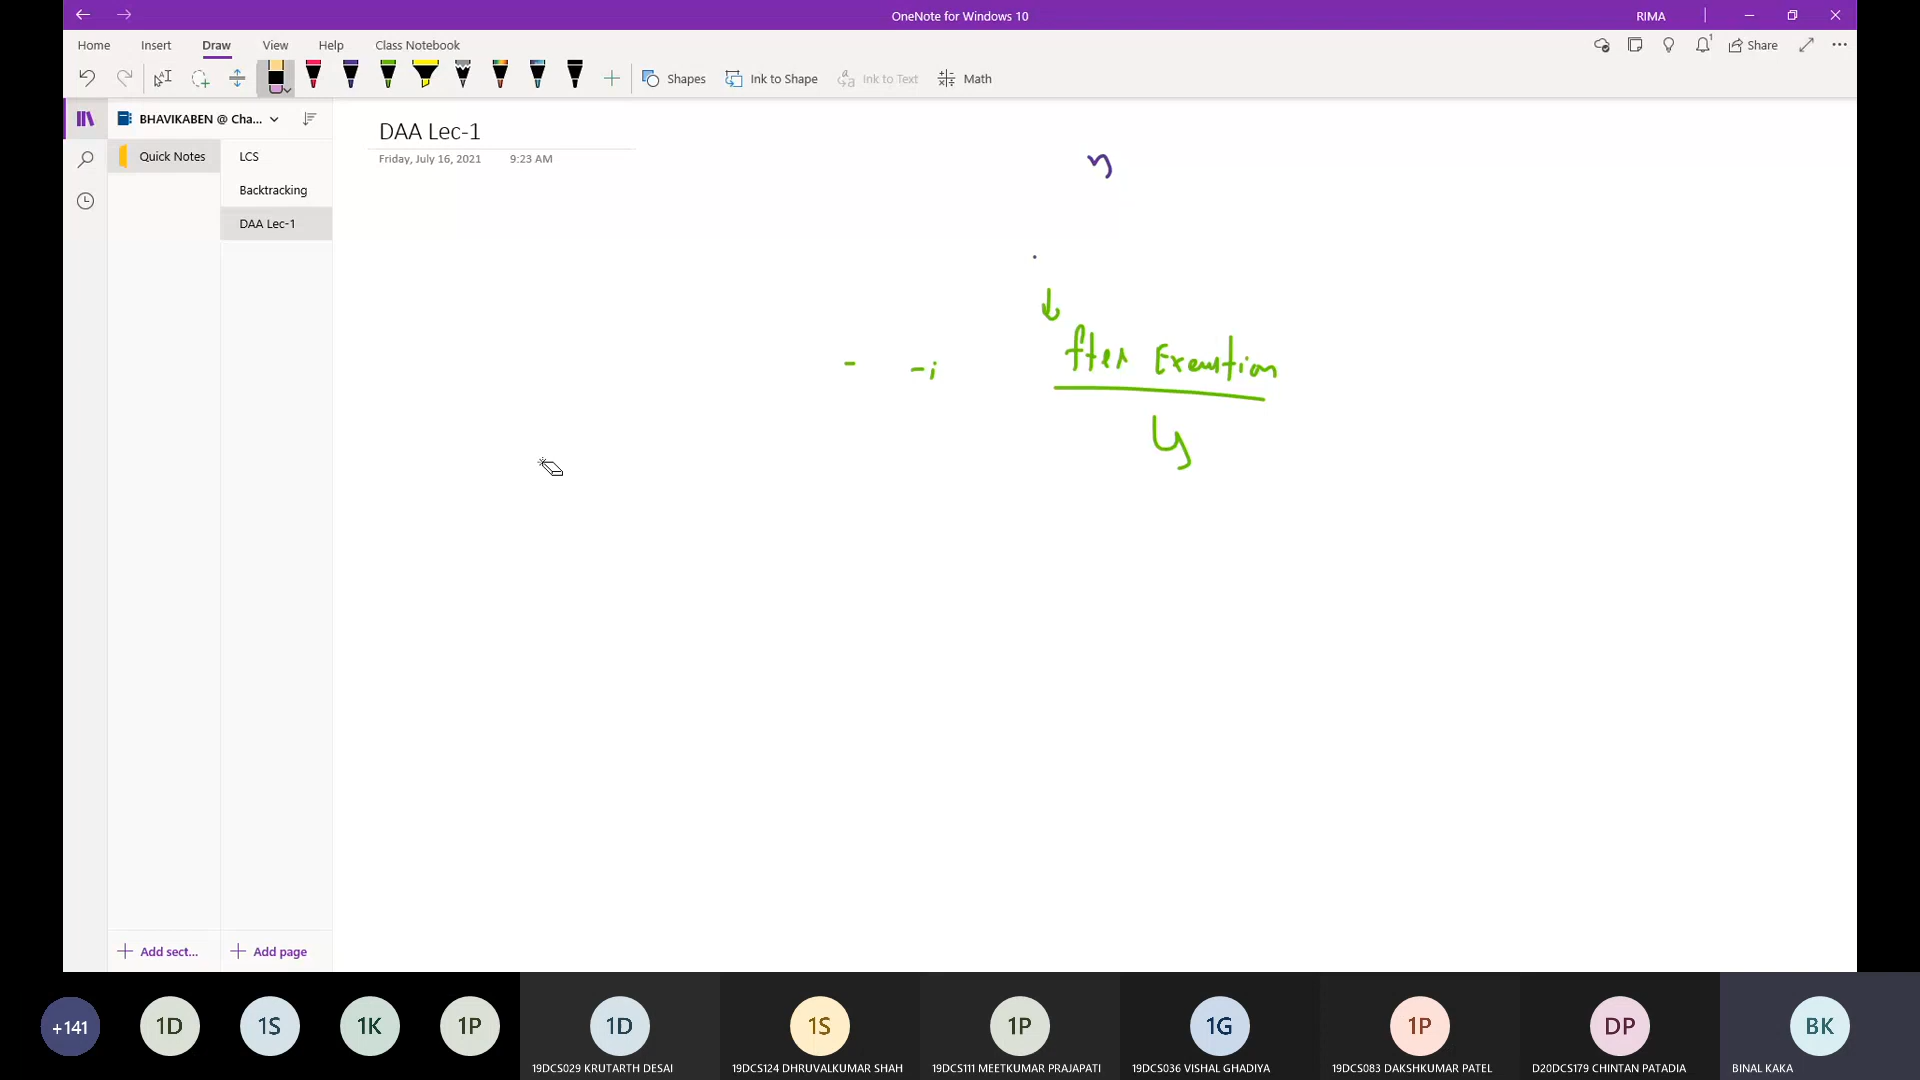 OneNote for Windows 10
RIMA
Home Insert Draw View Help Class Notebook
Share
Shapes Ink to Shape Ink to Text Math
BHAVIKABEN @ Cha...
Quick Notes
LCS
Backtracking
DAA Lec-1
DAA Lec-1
Friday, July 16, 2021 9:23 AM
n
- -i
fter
Add sect... Add page
+141 1D 1S 1K 1P 1D 1S 1P 1G 1P DP BK
19DCS029 KRUTARTH DESAI 19DCS124 DHRUVALKUMAR SHAH 19DCS111 MEETKUMAR PRAJAPATI 19DCS036 VISHAL GHADIYA 19DCS083 DAKSHKUMAR PATEL D20DCS179 CHINTAN PATADIA BINAL KAKA